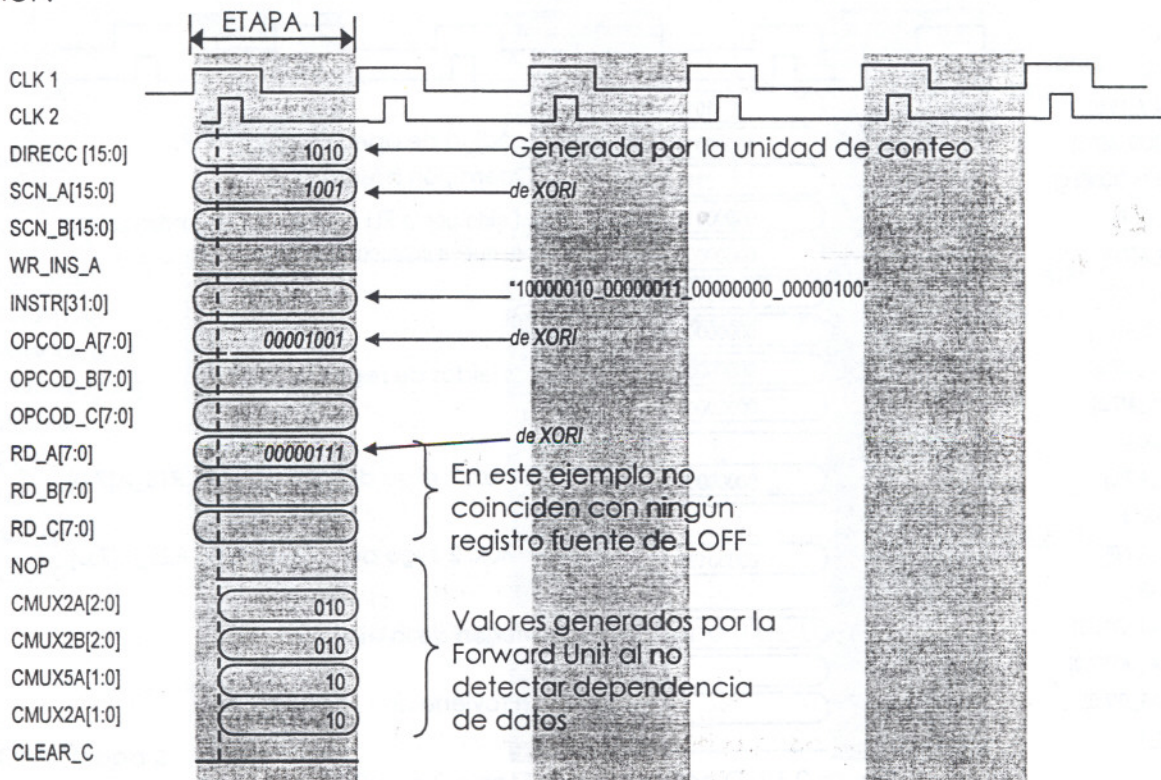 ETAPA 1
CLK 1
CLK 2
DIRECC [15:0]
1010
Generada por la unidad de conteo
SCN_A[15:0]
1001
de XORI
SCN_B[15:0]
WR_INS_A
INSTR[31:0]
"10000010_00000011_00000000_00000100"
OPCOD_A[7:0]
00001001
de XORI
OPCOD_B[7:0]
OPCOD_C[7:0]
RD_A[7:0]
00000111
de XORI
RD_B[7:0]
RD_C[7:0]
En este ejemplo no
coinciden con ningún
registro fuente de LOFF
NOP
CMUX2A[2:0]
010
CMUX2B[2:0]
010
CMUX5A[1:0]
10
CMUX2A[1:0]
10
Valores generados por la
Forward Unit al no
detectar dependencia
de datos
CLEAR_C